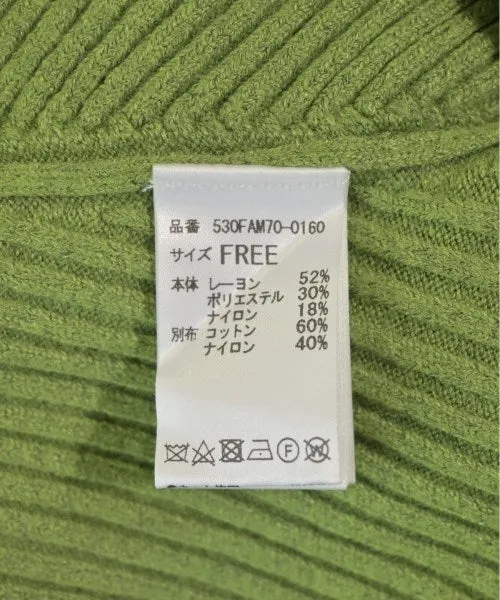 品番 530FAM70-0160
サイズ FREE
本体 レーヨン 52%
ポリエステル 30%
ナイロン 18%
別布 コットン 60%
ナイロン 40%
F W